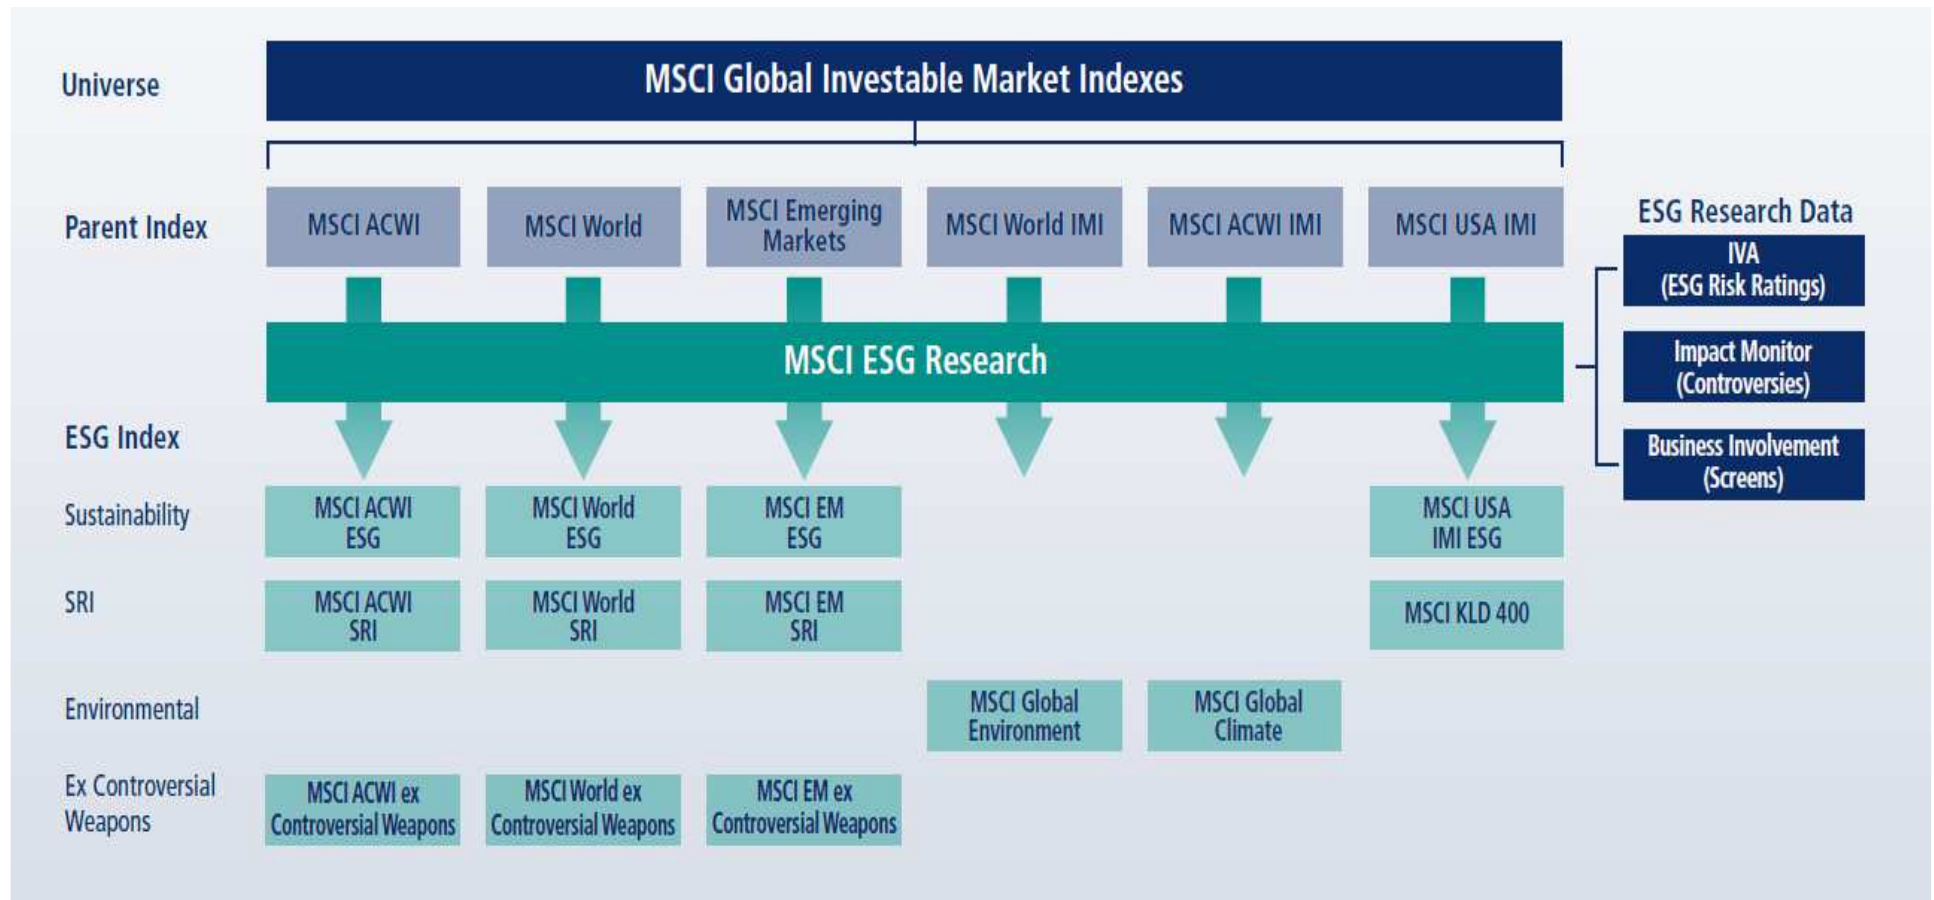 Universe
MSCI Global Investable Market Indexes
Parent Index
MSCI ACWI
MSCI World
MSCI Emerging
Markets
MSCI World IMI
MSCI ACWI IMI
MSCI USA IMI
ESG Research Data
IVA
(ESG Risk Ratings)
Impact Monitor
(Controversies)
Business Involvement
(Screens)
MSCI ESG Research
ESG Index
Sustainability
MSCI ACWI
ESG
MSCI World
ESG
MSCI EM
ESG
MSCI USA
IMI ESG
SRI
MSCI ACWI
SRI
MSCI World
SRI
MSCI EM
SRI
MSCI KLD 400
Environmental
MSCI Global
Environment
MSCI Global
Climate
Ex Controversial
Weapons
MSCI ACWI ex
Controversial Weapons
MSCI World ex
Controversial Weapons
MSCI EM ex
Controversial Weapons